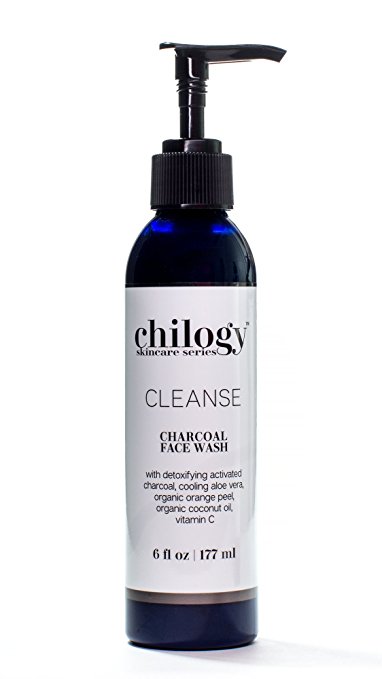 chilogy™
skincare series
CLEANSE
CHARCOAL
FACE WASH
with detoxifying activated
charcoal, cooling aloe vera,
organic orange peel,
organic coconut oil,
vitamin C
6 fl oz | 177 ml